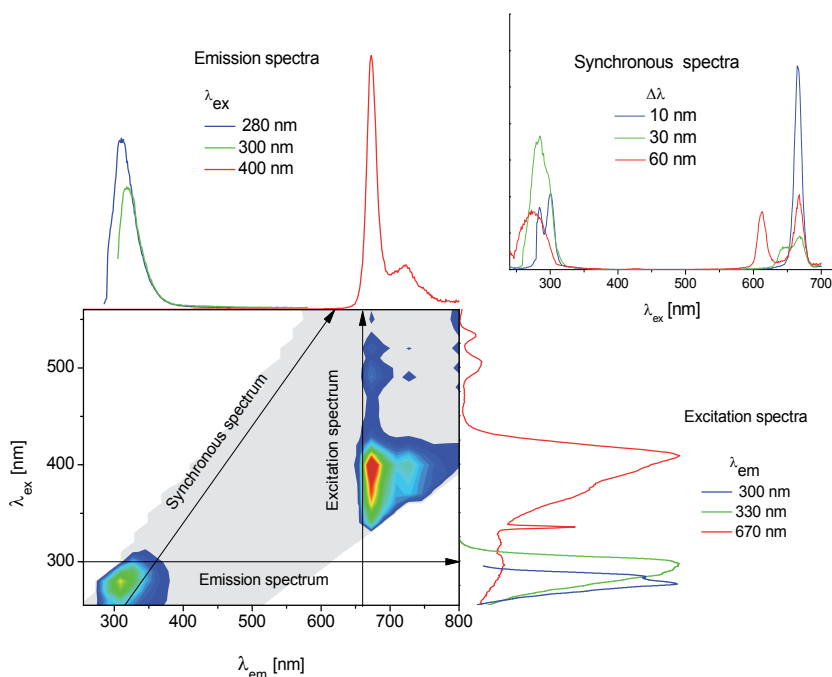 Emission spectra
λex
280 nm
300 nm
400 nm
Synchronous spectra
Δλ
10 nm
30 nm
60 nm
300 400 500 600 700
λex [nm]
500
400
300
λex [nm]
Synchronous spectrum
Excitation spectrum
Emission spectrum
300 400 500 600 700 800
λem [nm]
Excitation spectra
λem
300 nm
330 nm
670 nm